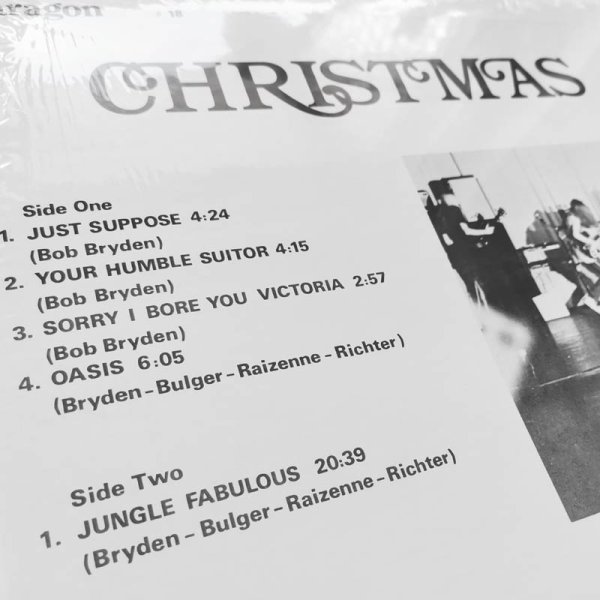 aragon
18
CHRISTMAS
Side One
1. JUST SUPPOSE 4:24
(Bob Bryden)
2. YOUR HUMBLE SUITOR 4:15
(Bob Bryden)
3. SORRY I BORE YOU VICTORIA 2:57
(Bob Bryden)
4. OASIS 6:05
(Bryden-Bulger-Raizenne-Richter)
Side Two
1. JUNGLE FABULOUS 20:39
(Bryden-Bulger-Raizenne-Richter)